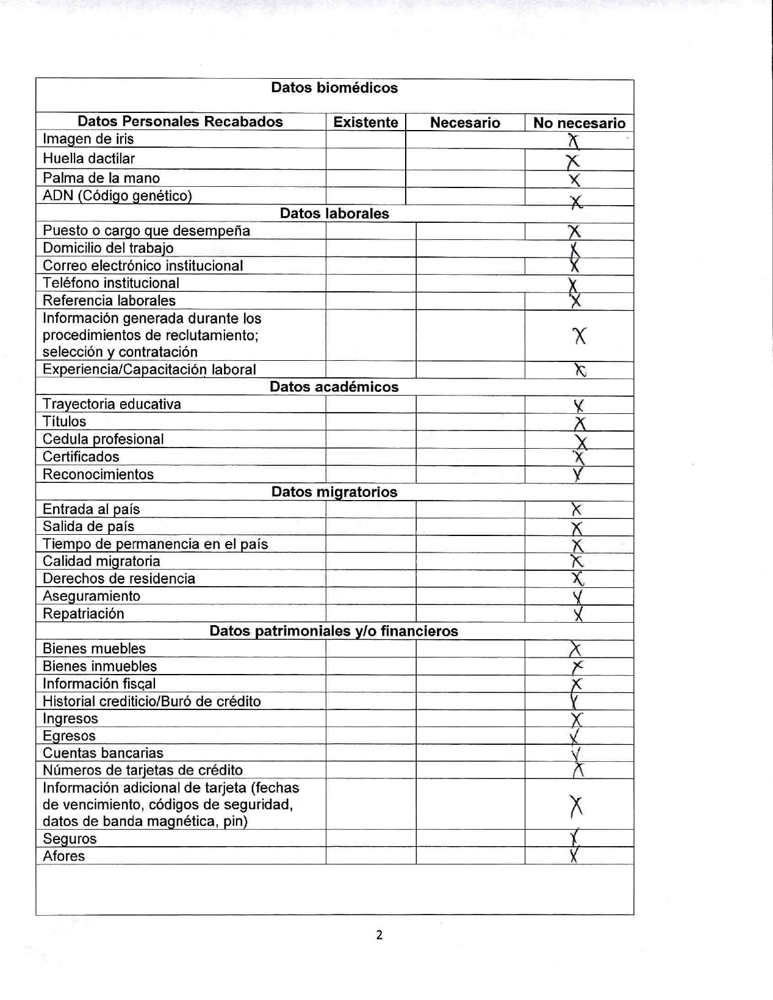 Datos biomédicos
Datos Personales Recabados Existente Necesario No necesario
Imagen de iris X
Huella dactilar X
Palma de la mano X
ADN (Código genético) X
Datos laborales
Puesto o cargo que desempeña X
Domicilio del trabajo X
Correo electrónico institucional X
Teléfono institucional X
Referencia laborales X
Información generada durante los
procedimientos de reclutamiento; X
selección y contratación
Experiencia/Capacitación laboral X
Datos académicos
Trayectoria educativa X
Títulos X
Cedula profesional X
Certificados X
Reconocimientos X
Datos migratorios
Entrada al país X
Salida de país X
Tiempo de permanencia en el país X
Calidad migratoria X
Derechos de residencia X
Aseguramiento X
Repatriación X
Datos patrimoniales y/o financieros
Bienes muebles X
Bienes inmuebles X
Información fiscal X
Historial crediticio/Buró de crédito X
Ingresos X
Egresos X
Cuentas bancarias X
Números de tarjetas de crédito X
Información adicional de tarjeta (fechas
de vencimiento, códigos de seguridad, X
datos de banda magnética, pin)
Seguros X
Afores X
2